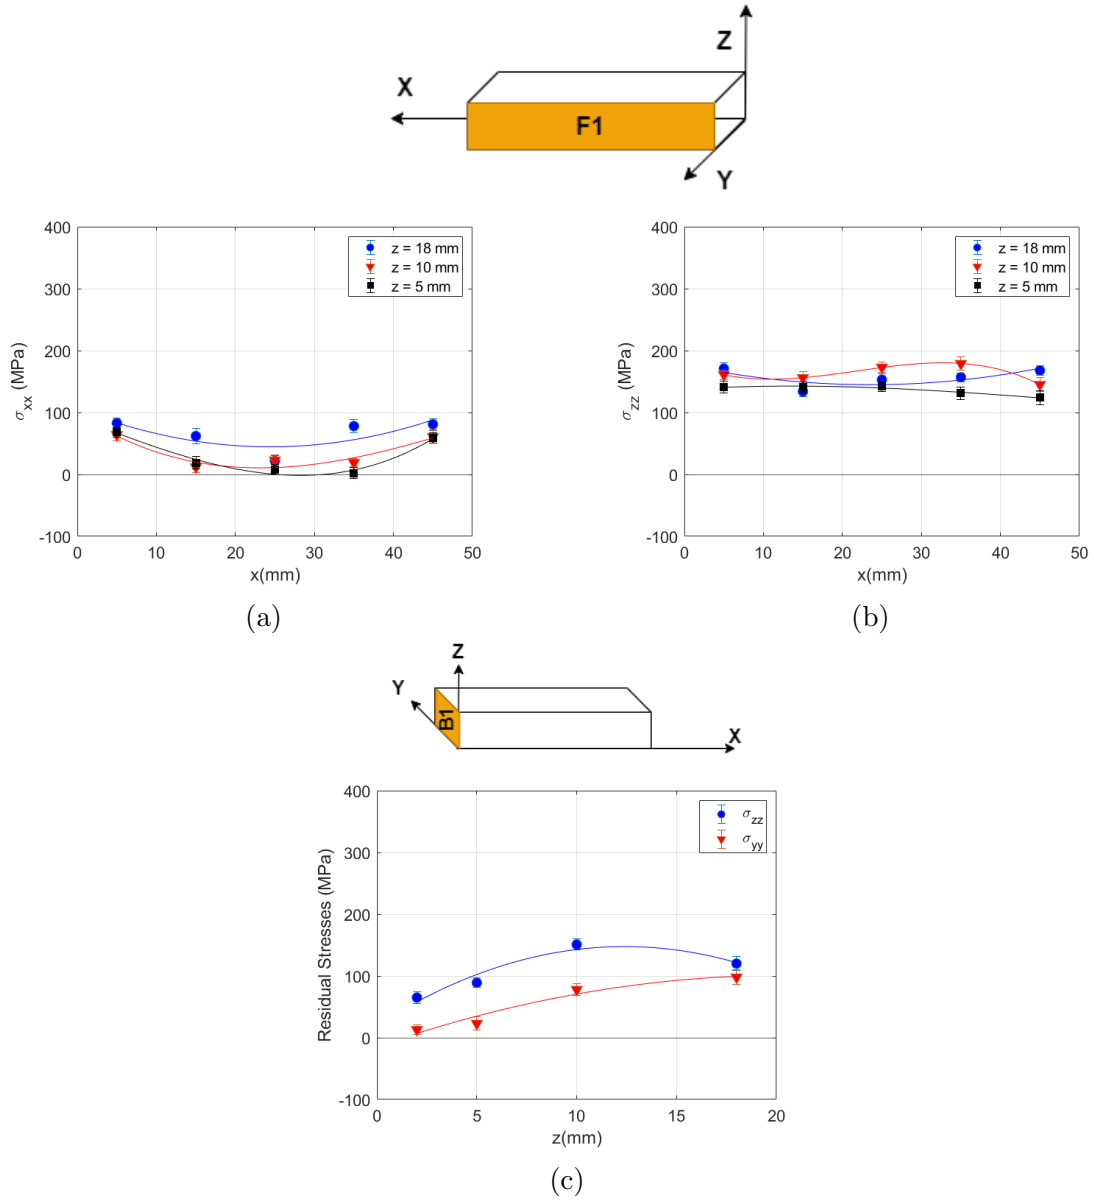 Z
X
F1
Y
400
300
200
100
0
-100
σxx (MPa)
z = 18 mm
z = 10 mm
z = 5 mm
0 10 20 30 40 50
x(mm)
(a)
400
300
200
100
0
-100
σzz (MPa)
z = 18 mm
z = 10 mm
z = 5 mm
0 10 20 30 40 50
x(mm)
(b)
Z
Y
B1
X
400
300
200
100
0
-100
Residual Stresses (MPa)
σzz
σyy
0 5 10 15 20
z(mm)
(c)